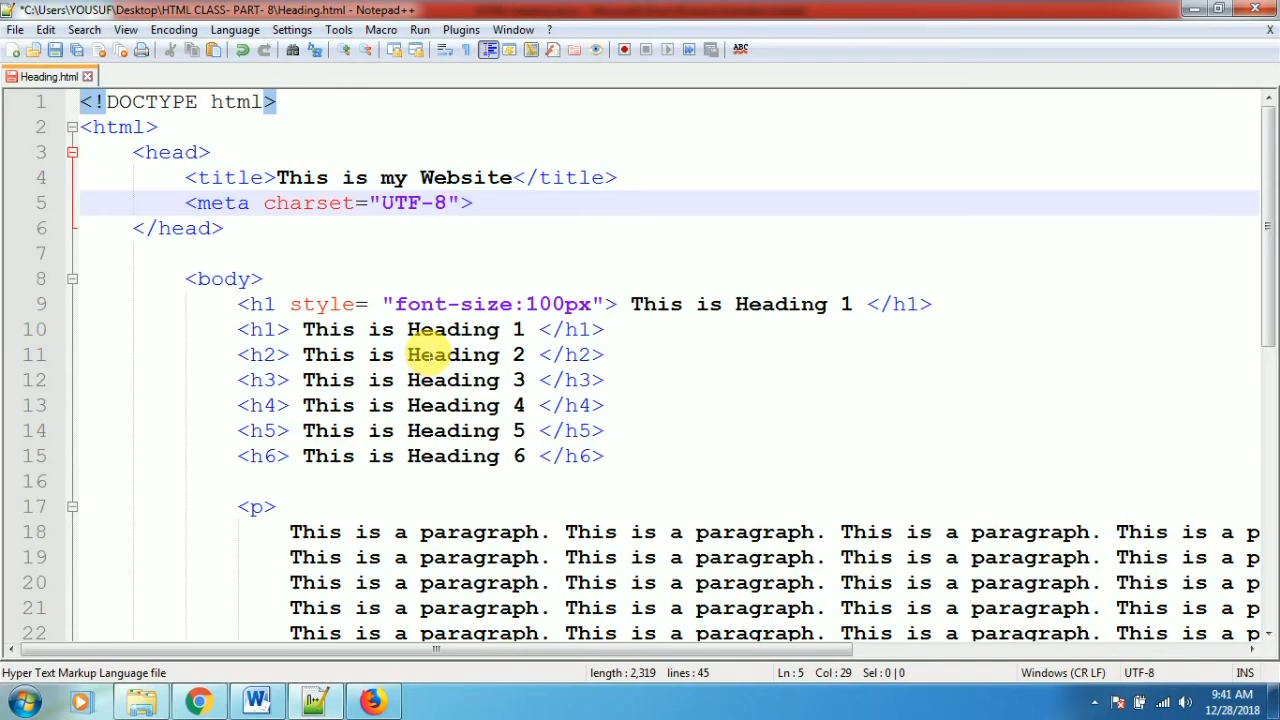 *C:\Users\YOUSUF\Desktop\HTML CLASS- PART- 8\Heading.html - Notepad++
File Edit Search View Encoding Language Settings Tools Macro Run Plugins Window ? X
ABC
Heading.html
1 <!DOCTYPE html>
2 <html>
3 <head>
4 <title>This is my Website</title>
5 <meta charset="UTF-8">
6 </head>
7
8 <body>
9 <h1 style= "font-size:100px"> This is Heading 1 </h1>
10 <h1> This is Heading 1 </h1>
11 <h2> This is Heading 2 </h2>
12 <h3> This is Heading 3 </h3>
13 <h4> This is Heading 4 </h4>
14 <h5> This is Heading 5 </h5>
15 <h6> This is Heading 6 </h6>
16
17 <p>
18 This is a paragraph. This is a paragraph. This is a paragraph. This is a p
19 This is a paragraph. This is a paragraph. This is a paragraph. This is a p
20 This is a paragraph. This is a paragraph. This is a paragraph. This is a p
21 This is a paragraph. This is a paragraph. This is a paragraph. This is a p
22 This is a paragraph. This is a paragraph. This is a paragraph. This is a p
Hyper Text Markup Language file length : 2,319 lines : 45 Ln : 5 Col : 29 Sel : 0 | 0 Windows (CR LF) UTF-8 INS
9:41 AM
12/28/2018